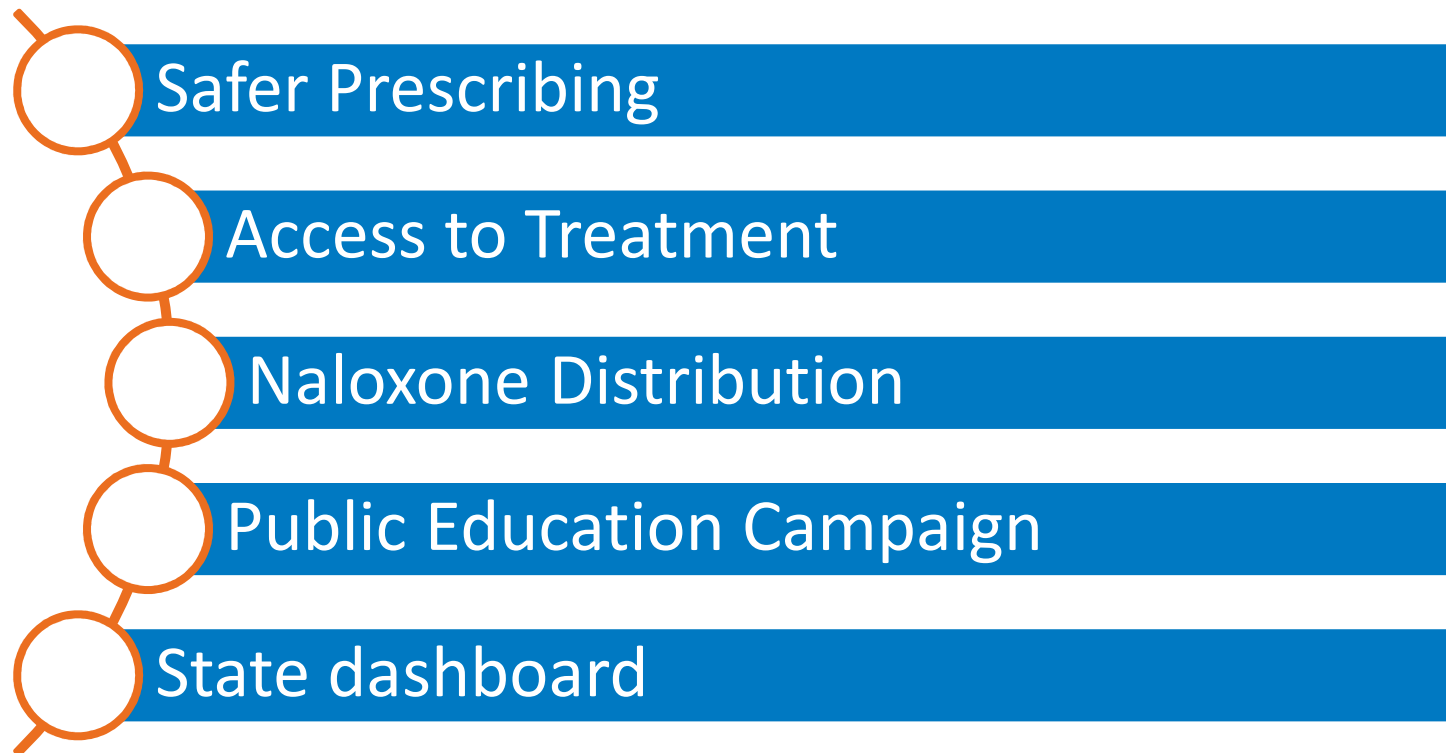 Safer Prescribing
Access to Treatment
Naloxone Distribution
Public Education Campaign
State dashboard